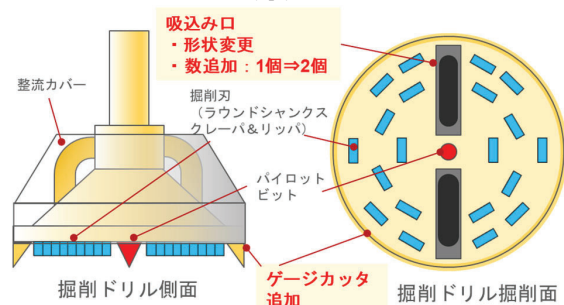 吸込み口
・形状変更
・数追加：1個⇒2個
整流カバー
掘削刃
（ラウンドシャンクス
クレーパ＆リッパ）
パイロット
ビット
ゲージカッタ
追加
掘削ドリル側面
掘削ドリル掘削面